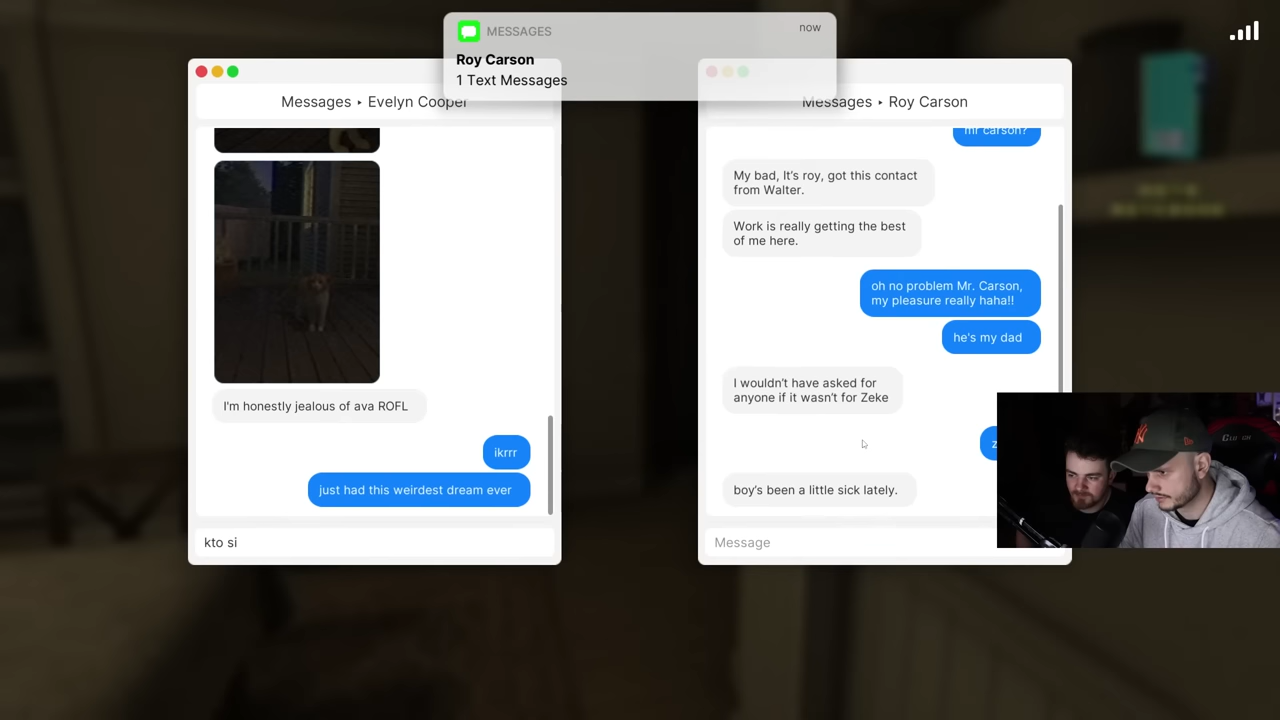 MESSAGES
now
Roy Carson
1 Text Messages
Messages ‣ Evelyn Cooper
I'm honestly jealous of ava ROFL
ikrrr
just had this weirdest dream ever
kto si
Messages ‣ Roy Carson
mr carson?
My bad, It's roy, got this contact
from Walter.
Work is really getting the best
of me here.
oh no problem Mr. Carson,
my pleasure really haha!!
he's my dad
I wouldn't have asked for
anyone if it wasn't for Zeke
boy's been a little sick lately.
Message